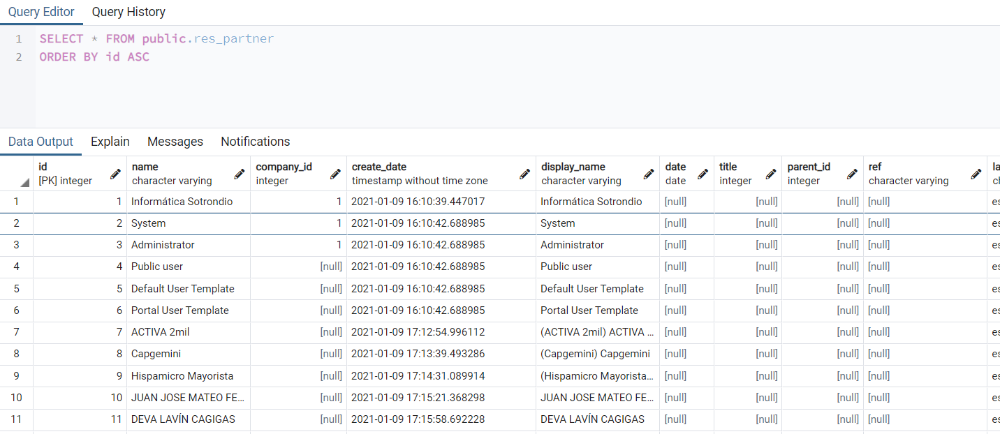 Query Editor Query History
1 SELECT * FROM public.res_partner
2 ORDER BY id ASC
Data Output Explain Messages Notifications
id name company_id create_date display_name date title parent_id ref la
[PK] integer character varying integer timestamp without time zone character varying date integer integer character varying ch
1 1 Informática Sotrondio 1 2021-01-09 16:10:39.447017 Informática Sotrondio [null] [null] [null] [null] es
2 2 System 1 2021-01-09 16:10:42.688985 System [null] [null] [null] [null] es
3 3 Administrator 1 2021-01-09 16:10:42.688985 Administrator [null] [null] [null] [null] es
4 4 Public user [null] 2021-01-09 16:10:42.688985 Public user [null] [null] [null] [null] es
5 5 Default User Template [null] 2021-01-09 16:10:42.688985 Default User Template [null] [null] [null] [null] es
6 6 Portal User Template [null] 2021-01-09 16:10:42.688985 Portal User Template [null] [null] [null] [null] es
7 7 ACTIVA 2mil [null] 2021-01-09 17:12:54.996112 (ACTIVA 2mil) ACTIVA ... [null] [null] [null] [null] es
8 8 Capgemini [null] 2021-01-09 17:13:39.493286 (Capgemini) Capgemini [null] [null] [null] [null] es
9 9 Hispamicro Mayorista [null] 2021-01-09 17:14:31.089914 (Hispamicro Mayorista... [null] [null] [null] [null] es
10 10 JUAN JOSE MATEO FE... [null] 2021-01-09 17:15:21.368298 JUAN JOSE MATEO FE... [null] [null] [null] [null] es
11 11 DEVA LAVÍN CAGIGAS [null] 2021-01-09 17:15:58.692228 DEVA LAVÍN CAGIGAS [null] [null] [null] [null] es